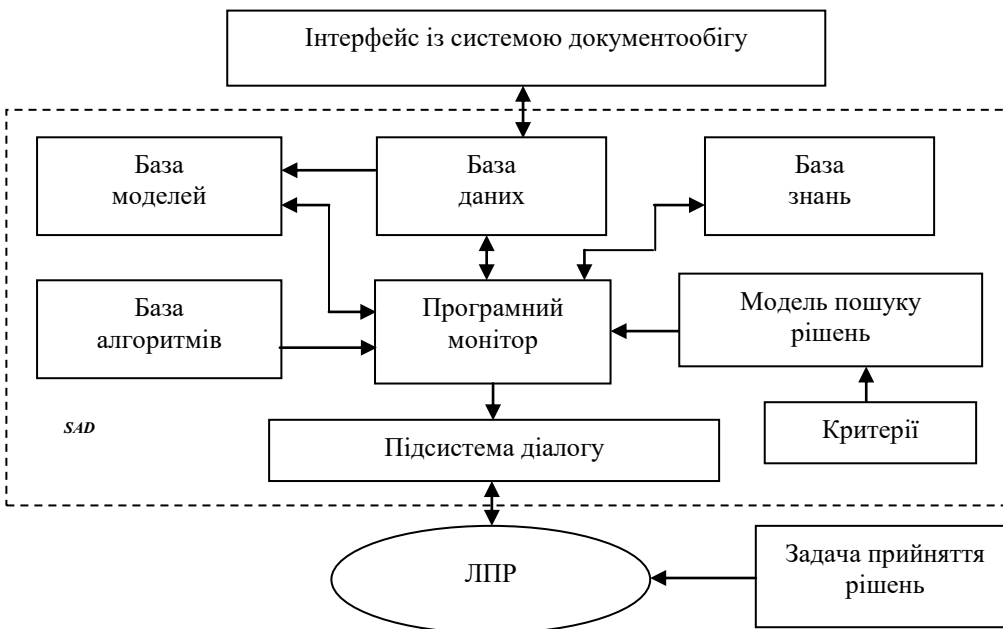 Інтерфейс із системою документообігу
База
моделей
База
даних
База
знань
База
алгоритмів
Програмний
монітор
Модель пошуку
рішень
SAD
Підсистема діалогу
Критерії
ЛПР
Задача прийняття
рішень